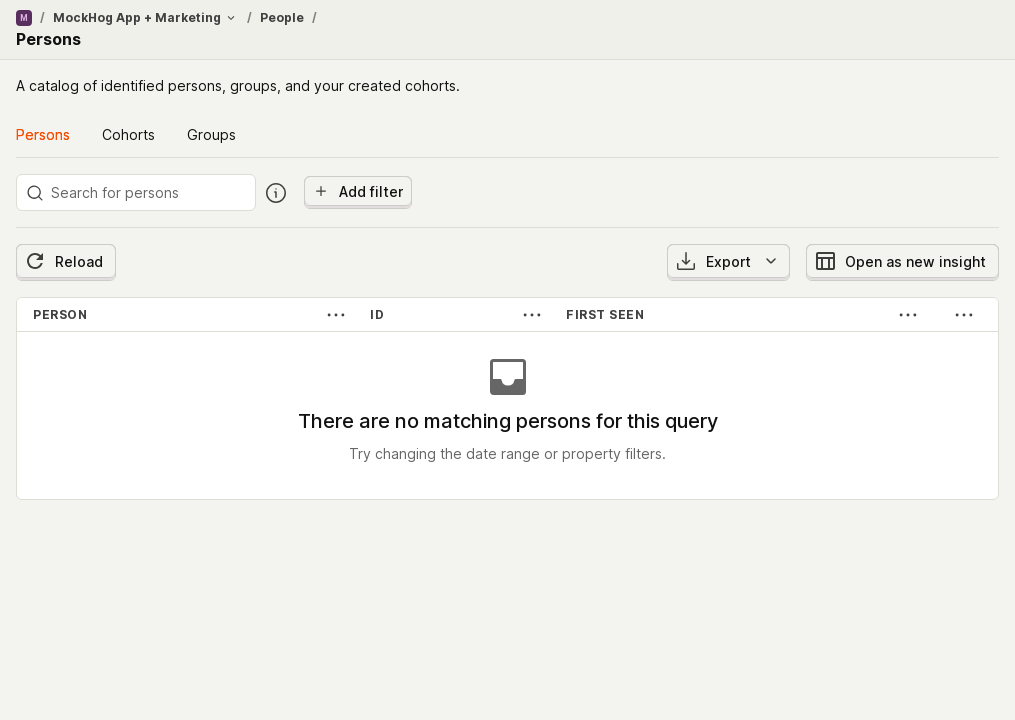 M / MockHog App + Marketing / People /
Persons
A catalog of identified persons, groups, and your created cohorts.
Persons Cohorts Groups
Search for persons Add filter
Reload Export Open as new insight
PERSON ID FIRST SEEN
There are no matching persons for this query
Try changing the date range or property filters.